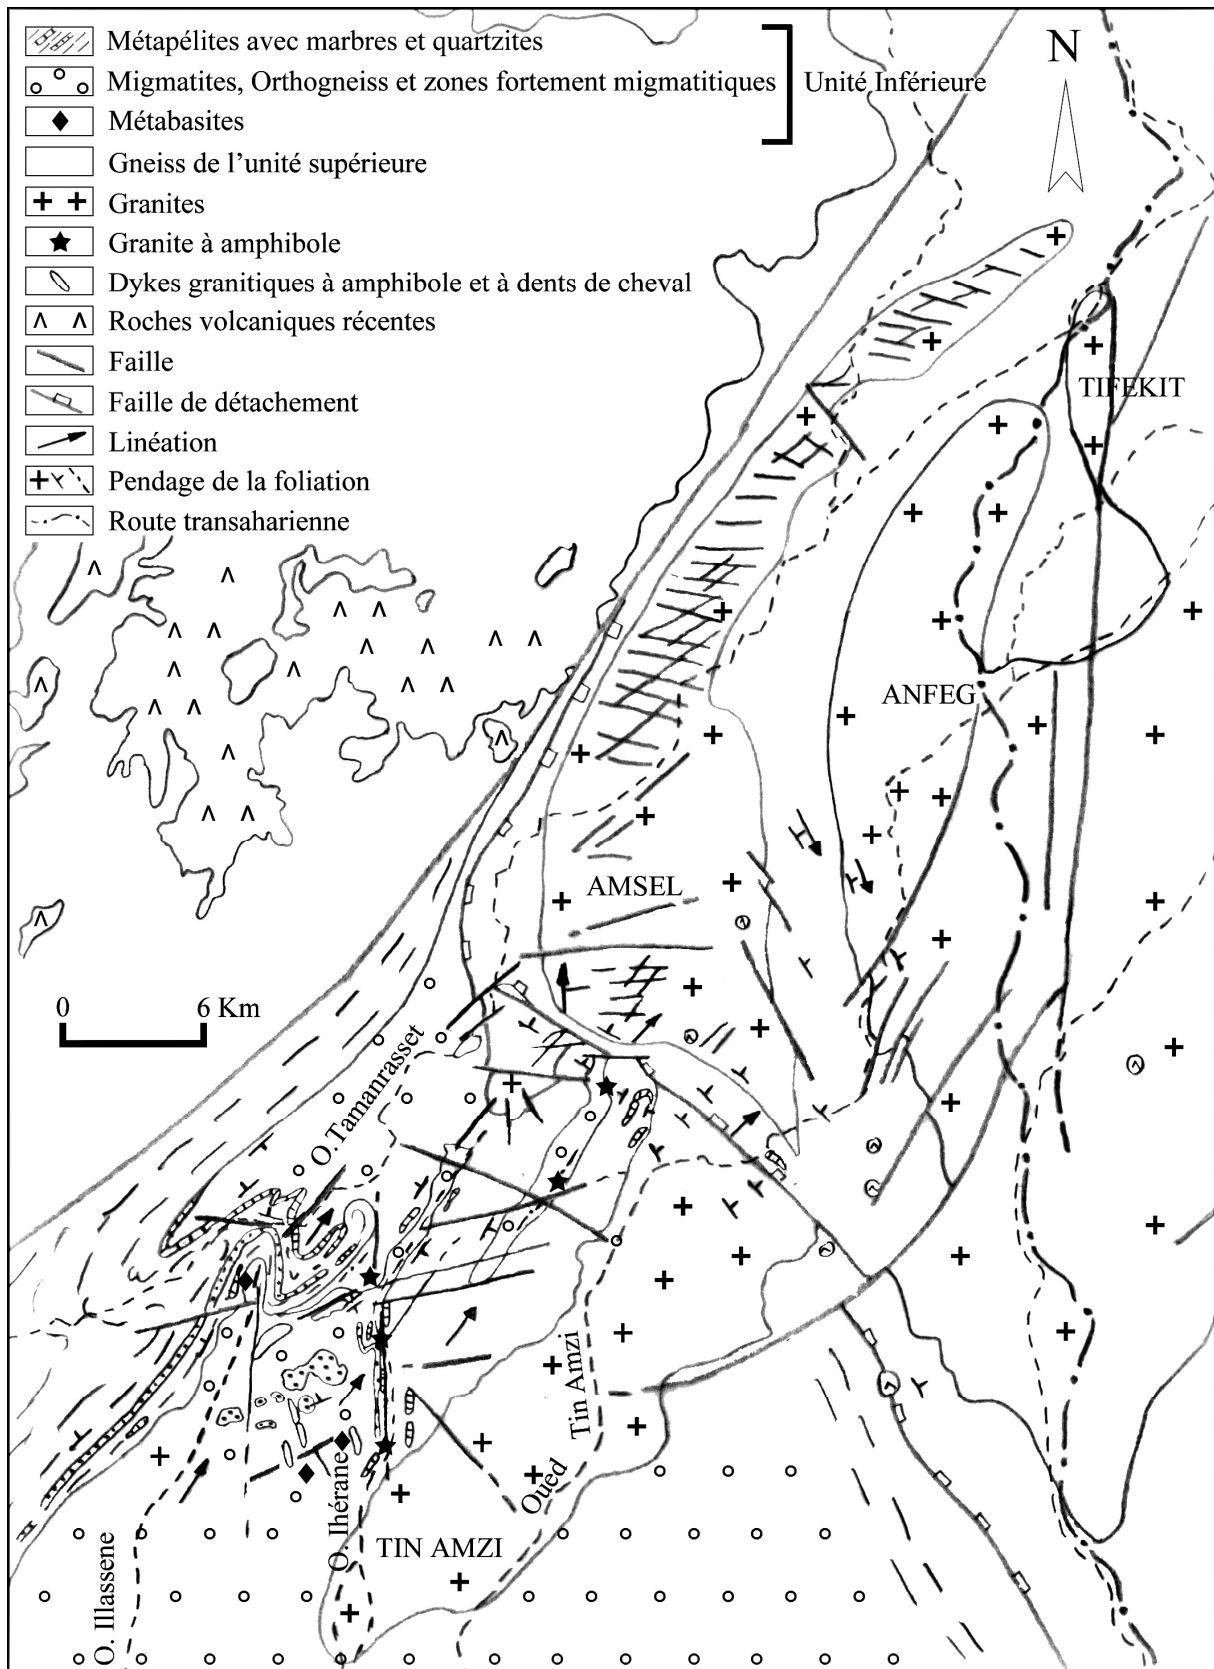 Métapélites avec marbres et quartzites
Migmatites, Orthogneiss et zones fortement migmatitiques
Métabasites
Unité Inférieure
Gneiss de l'unité supérieure
Granites
Granite à amphibole
Dykes granitiques à amphibole et à dents de cheval
Roches volcaniques récentes
Faille
Faille de détachement
Linéation
Pendage de la foliation
Route transaharienne
N
TIFEKIT
ANFEG
AMSEL
0 6 Km
O. Tamanrasset
Oued Tin Amzi
O. Ihérane
TIN AMZI
O. Illassene